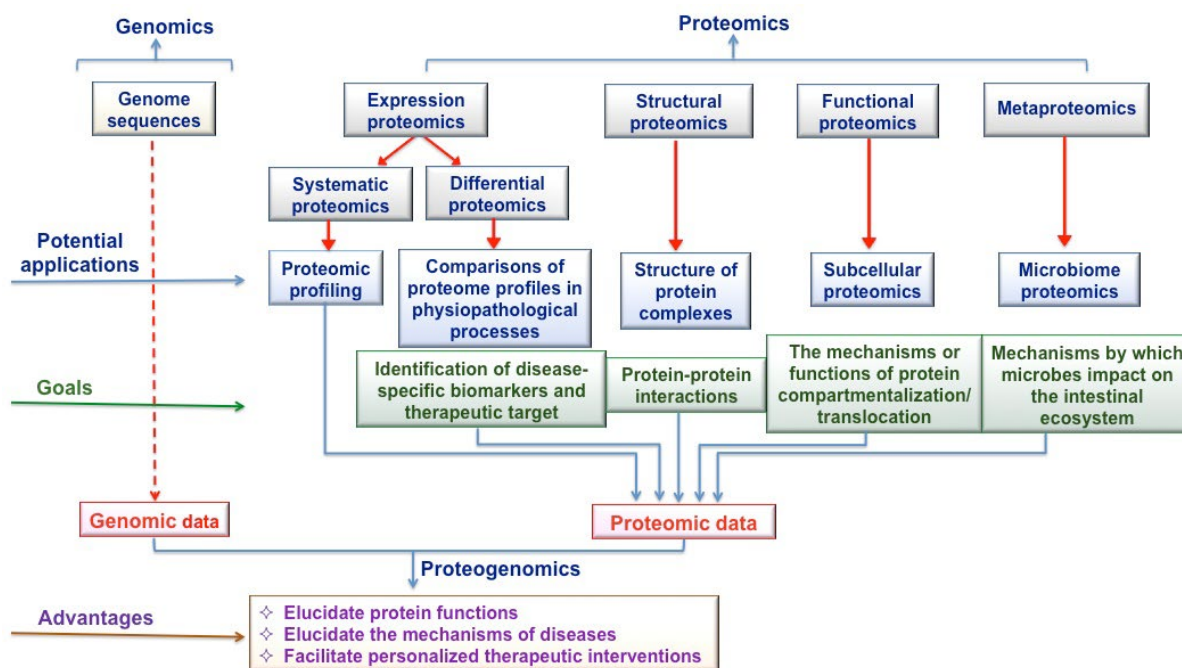 Genomics
Proteomics
Genome
sequences
Expression
proteomics
Structural
proteomics
Functional
proteomics
Metaproteomics
Systematic
proteomics
Differential
proteomics
Potential
applications
Proteomic
profiling
Comparisons of
proteome profiles in
physiopathological
processes
Structure of
protein
complexes
Subcellular
proteomics
Microbiome
proteomics
Goals
Identification of disease-
specific biomarkers and
therapeutic target
Protein-protein
interactions
The mechanisms or
functions of protein
compartmentalization/
translocation
Mechanisms by which
microbes impact on
the intestinal
ecosystem
Genomic data
Proteomic data
Proteogenomics
Advantages
✧ Elucidate protein functions
✧ Elucidate the mechanisms of diseases
✧ Facilitate personalized therapeutic interventions